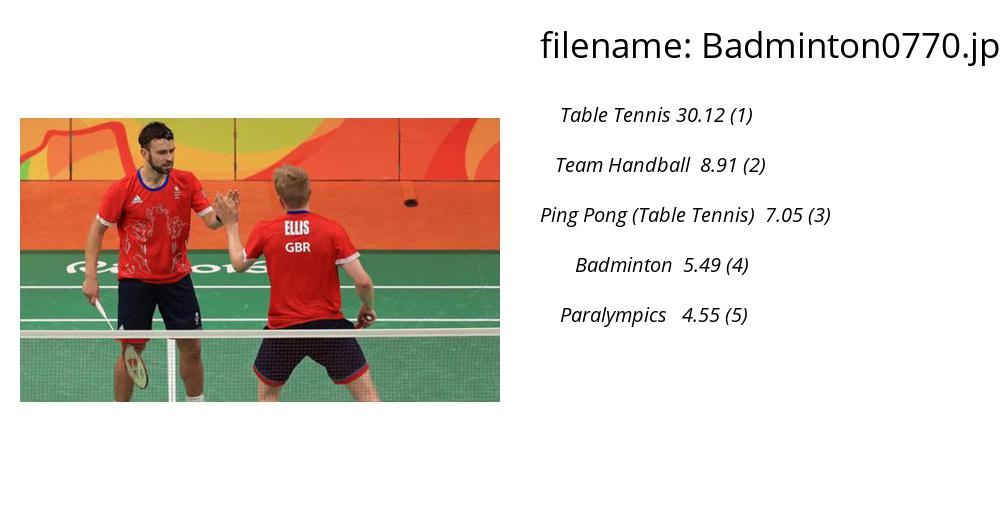 filename: Badminton0770.jp
Table Tennis 30.12 (1)
Team Handball 8.91 (2)
Ping Pong (Table Tennis) 7.05 (3)
Badminton 5.49 (4)
Paralympics 4.55 (5)
ELLIS
GBR